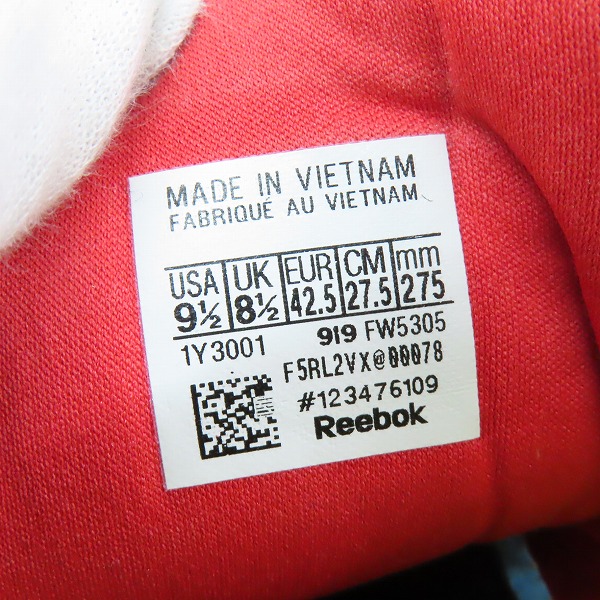 MADE IN VIETNAM
FABRIQUÉ AU VIETNAM
USA UK EUR CM mm
9½ 8½ 42.5 27.5 275
1Y3001 919 FW5305
F5RL2VX@00078
#123476109
Reebok